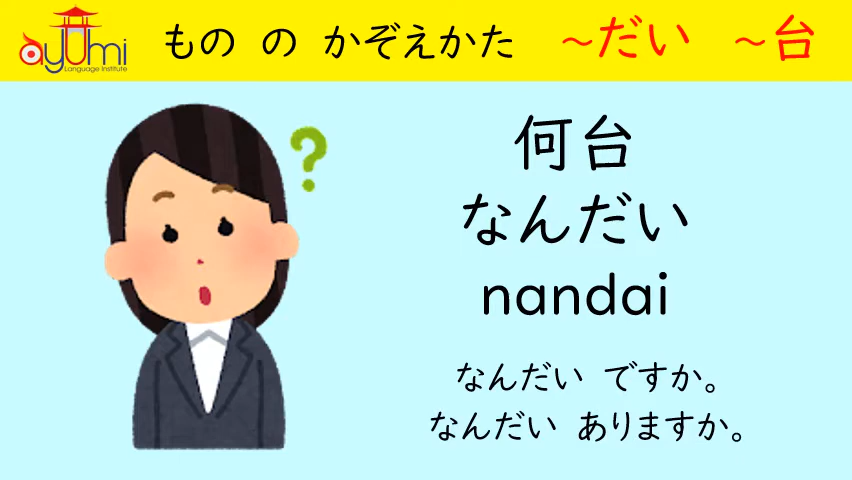 ayumi
Language Institute
もの の かぞえかた ~だい ~台
?
何台
なんだい
nandai
なんだい ですか。
なんだい ありますか。